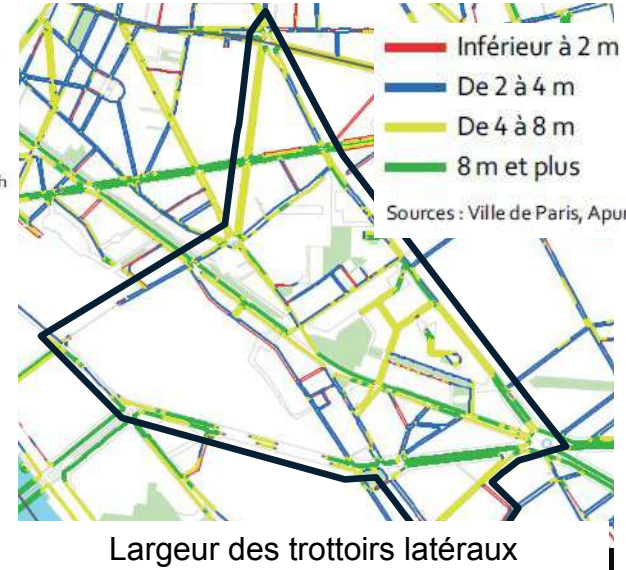 Inférieur à 2 m
De 2 à 4 m
De 4 à 8 m
8 m et plus
Sources : Ville de Paris, Apur
h
Largeur des trottoirs latéraux